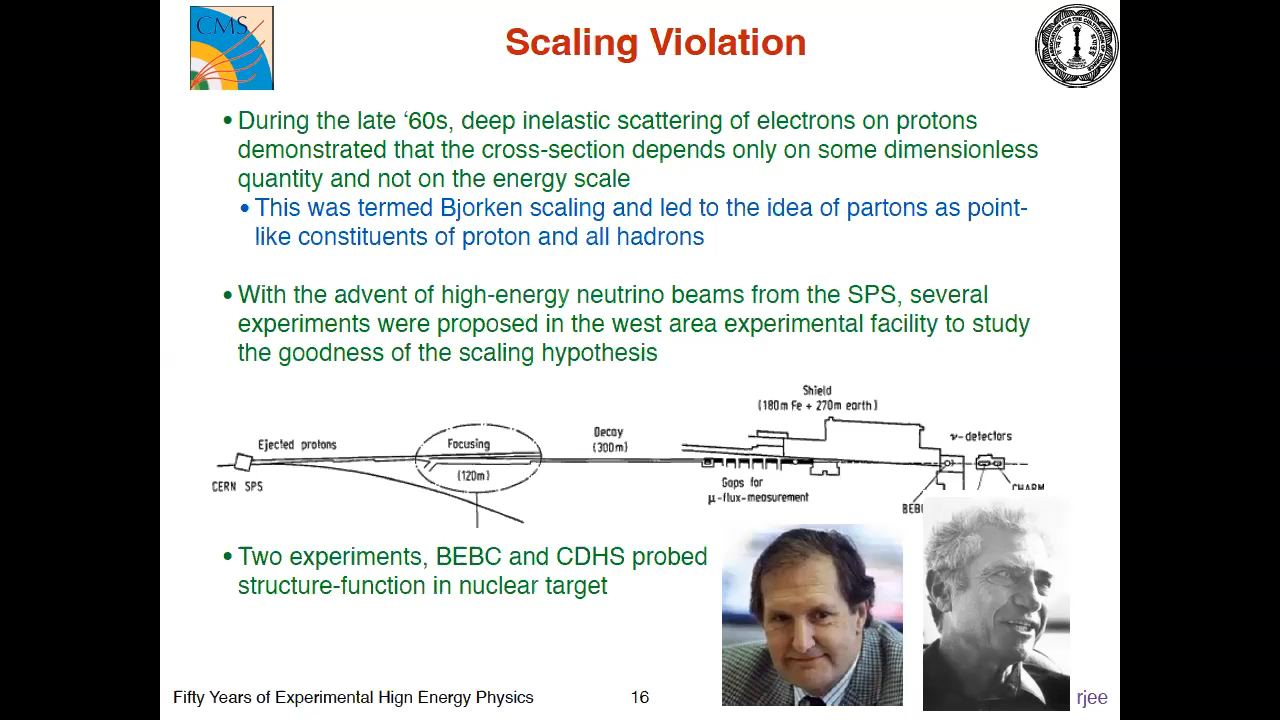 CMS
Scaling Violation
• During the late ‘60s, deep inelastic scattering of electrons on protons
demonstrated that the cross-section depends only on some dimensionless
quantity and not on the energy scale
• This was termed Bjorken scaling and led to the idea of partons as point-
like constituents of proton and all hadrons
• With the advent of high-energy neutrino beams from the SPS, several
experiments were proposed in the west area experimental facility to study
the goodness of the scaling hypothesis
Shield
(180m Fe + 270m earth)
Ejected protons
Focusing
(120m)
Decay
(300m)
ν-detectors
CERN SPS
Gaps for
μ-flux-measurement
• Two experiments, BEBC and CDHS probed
structure-function in nuclear target
Fifty Years of Experimental Hign Energy Physics
16
rjee